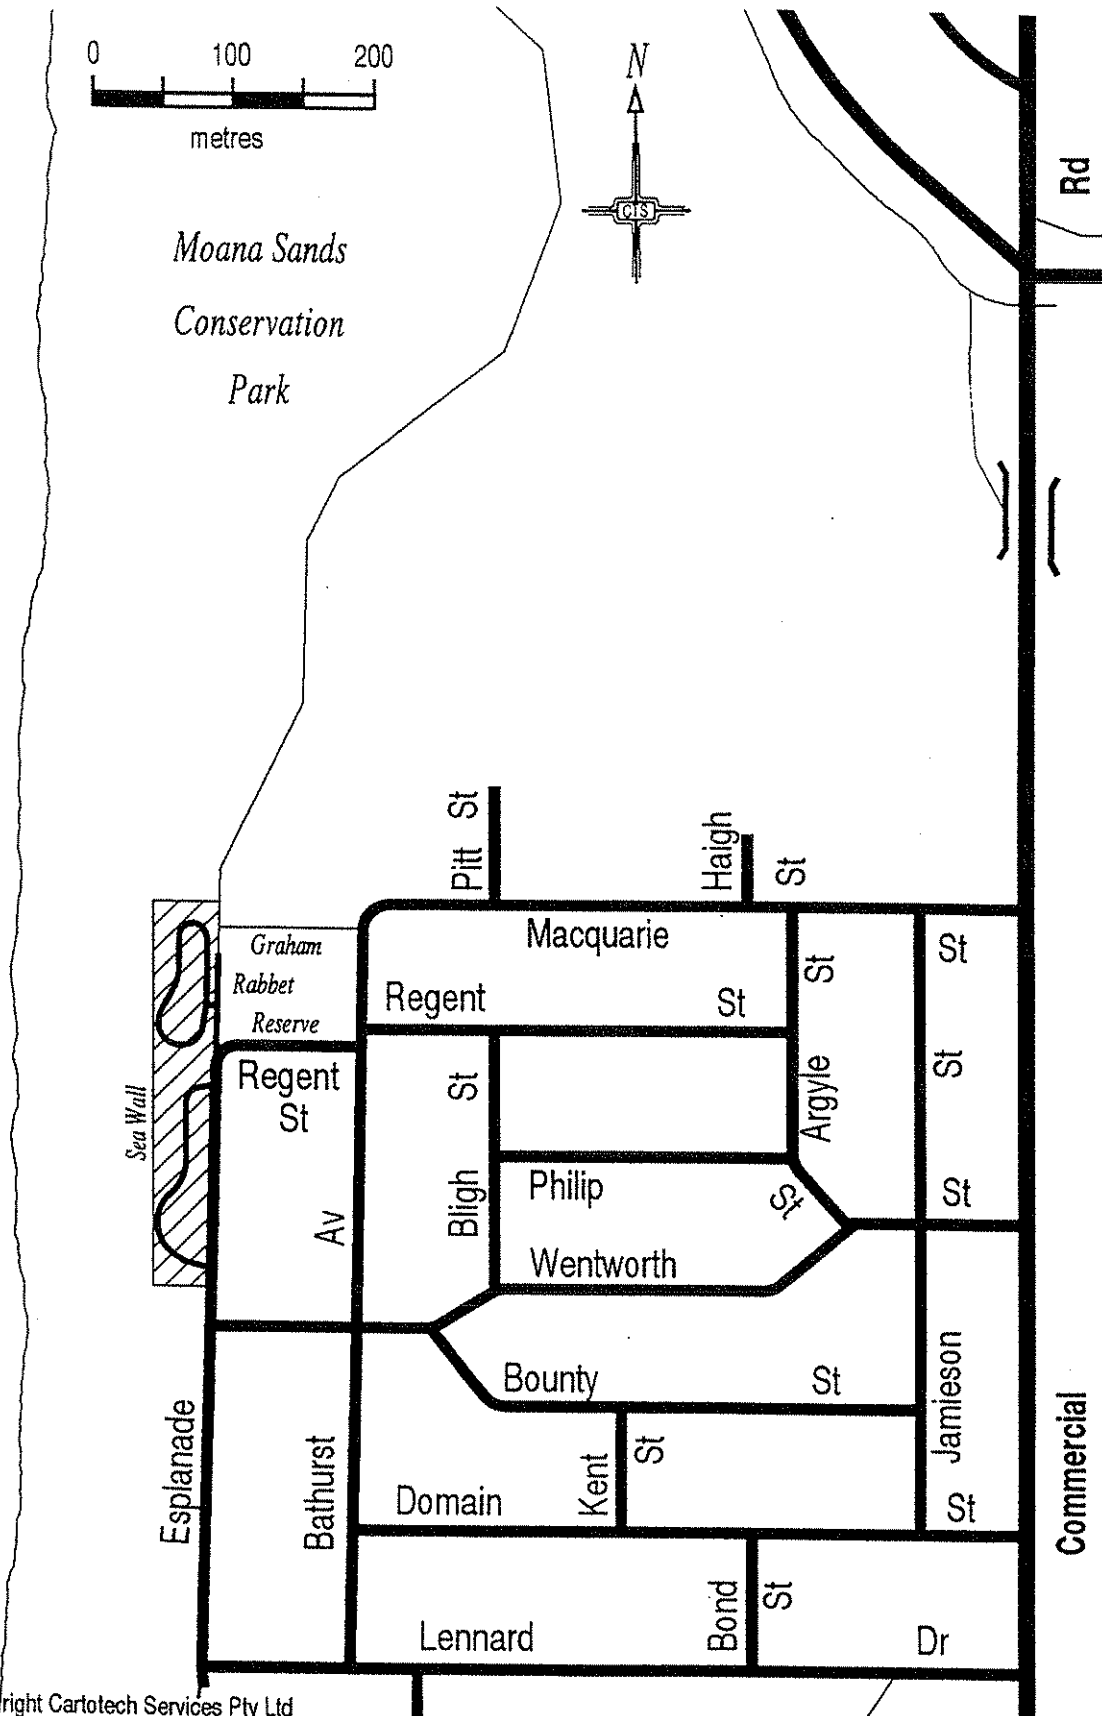 0 100 200
metres
N
CTS
Rd
Moana Sands
Conservation
Park
Pitt St
Haigh St
Macquarie St
Graham
Rabbet
Reserve
Regent St
Regent
St
Sea Wall
Bligh St
Argyle St
Philip St
Av
Wentworth St
Bounty St
Jamieson St
Esplanade
Bathurst
Kent St
Domain St
Commercial
Bond St
Lennard Dr
right Cartotech Services Pty Ltd